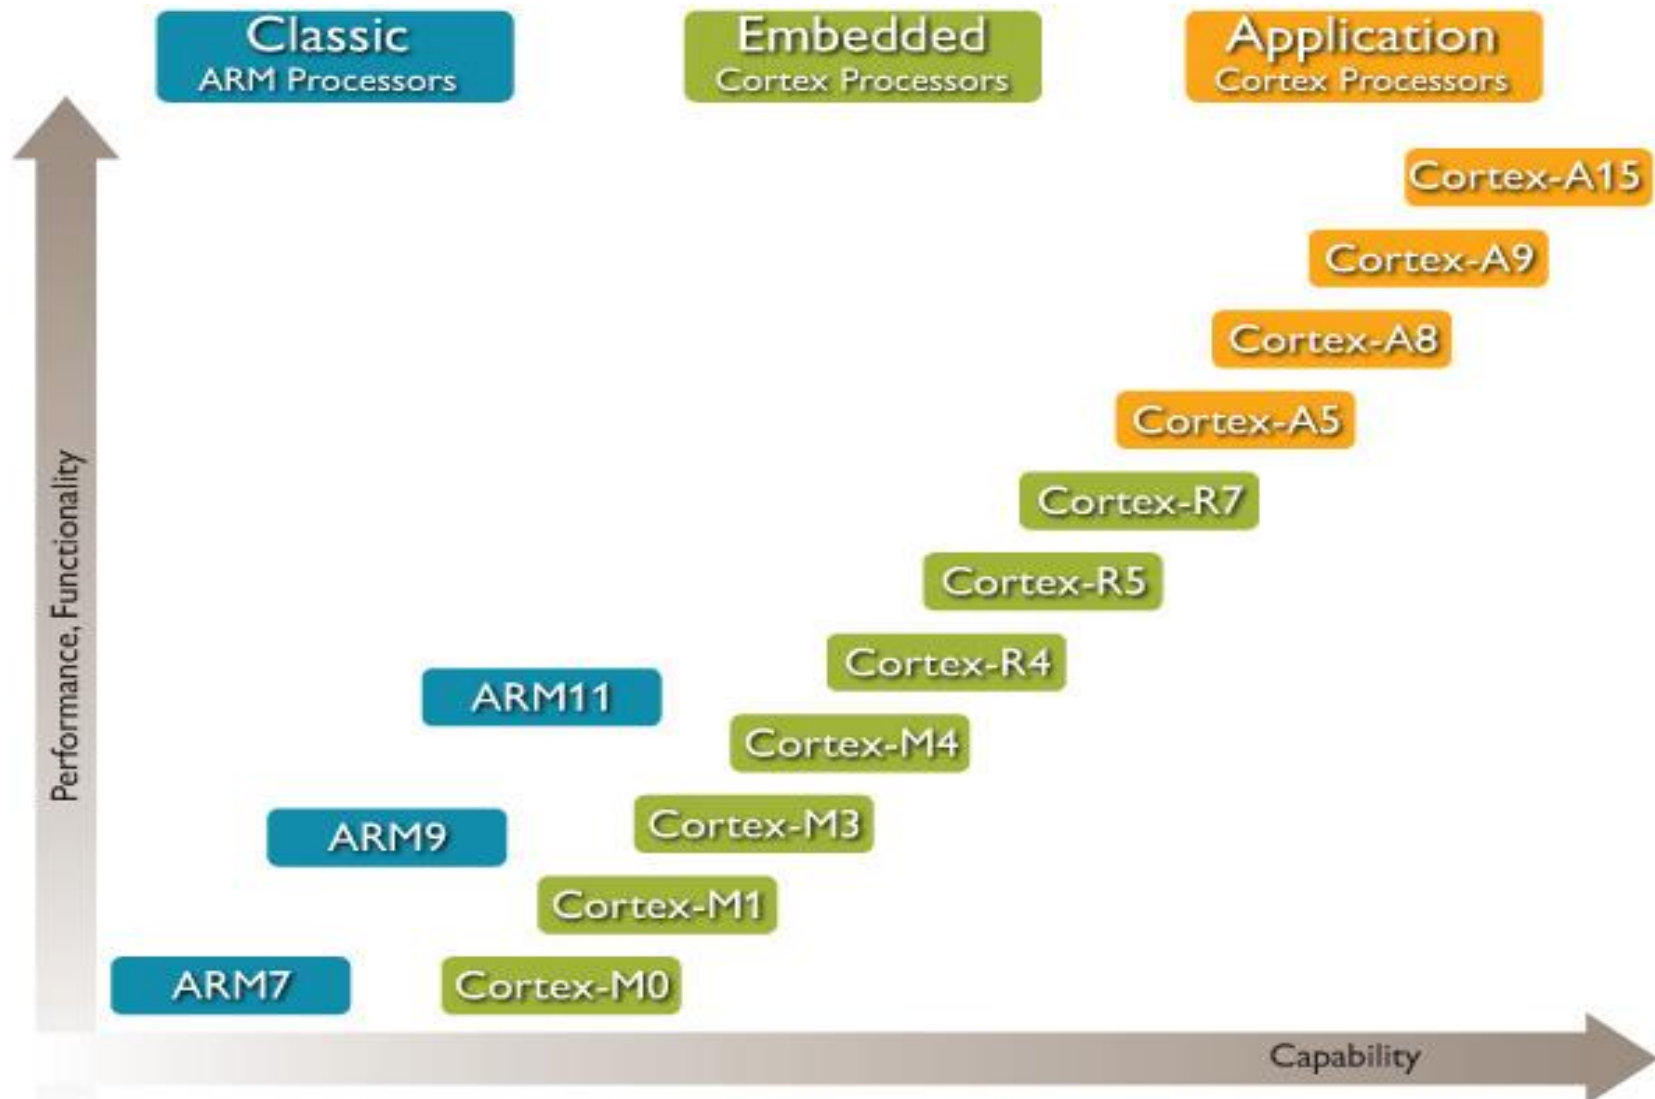 Classic
ARM Processors
Embedded
Cortex Processors
Application
Cortex Processors
Cortex-A15
Cortex-A9
Cortex-A8
Cortex-A5
Cortex-R7
Cortex-R5
Cortex-R4
ARM11
Cortex-M4
Cortex-M3
ARM9
Cortex-M1
ARM7
Cortex-M0
Performance, Functionality
Capability